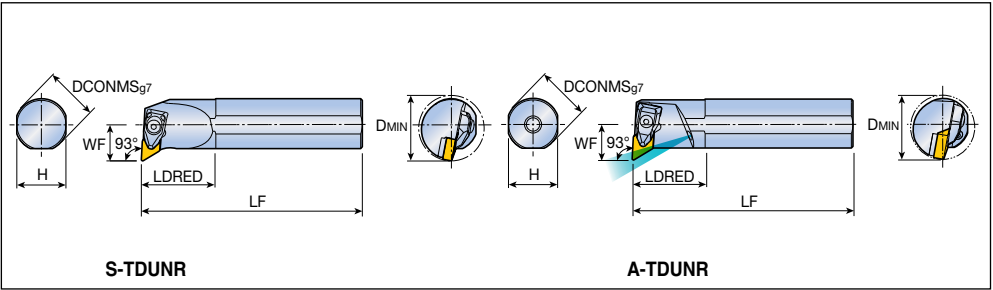 DCONMSg7
WF
93°
H
LDRED
LF
DMIN
S-TDUNR
DCONMSg7
WF
93°
H
LDRED
LF
DMIN
A-TDUNR